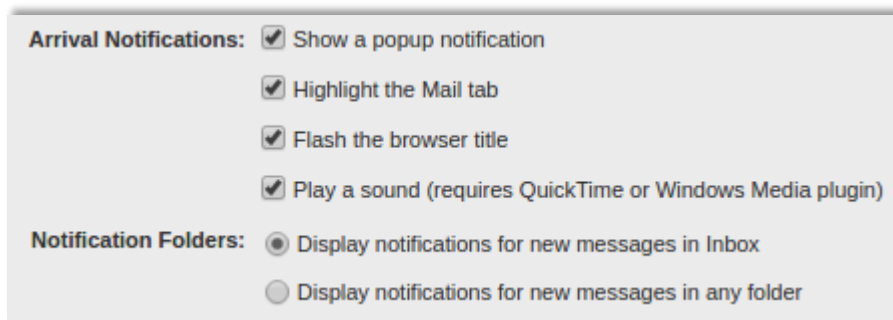 Arrival Notifications: Show a popup notification
Highlight the Mail tab
Flash the browser title
Play a sound (requires QuickTime or Windows Media plugin)
Notification Folders: Display notifications for new messages in Inbox
Display notifications for new messages in any folder